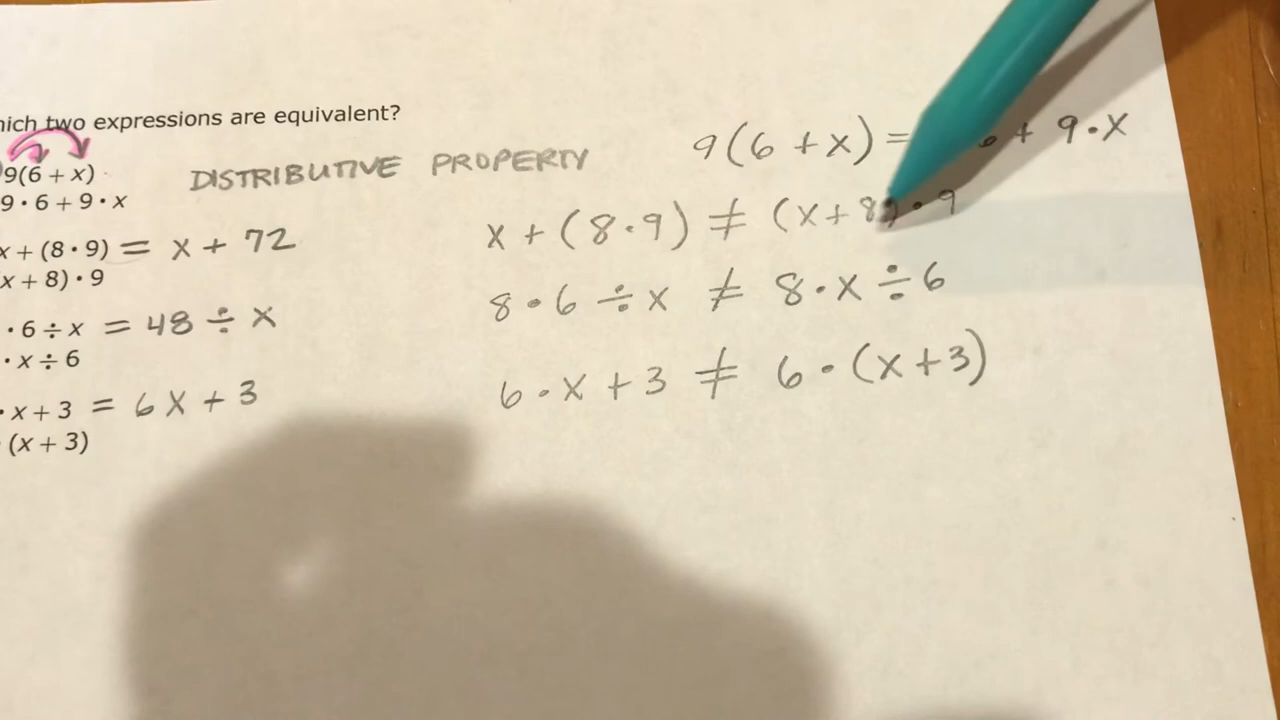 two expressions are equivalent?
9(6 + x)
9 · 6 + 9 · x
DISTRIBUTIVE PROPERTY
x + (8 · 9) = x + 72
x + 8) · 9
· 6 ÷ x = 48 ÷ x
· x ÷ 6
· x + 3 = 6x + 3
(x + 3)
9(6 + x) = 6 + 9·x
x + (8·9) ≠ (x+8)·9
8·6 ÷ x ≠ 8·x ÷ 6
6·x + 3 ≠ 6·(x+3)